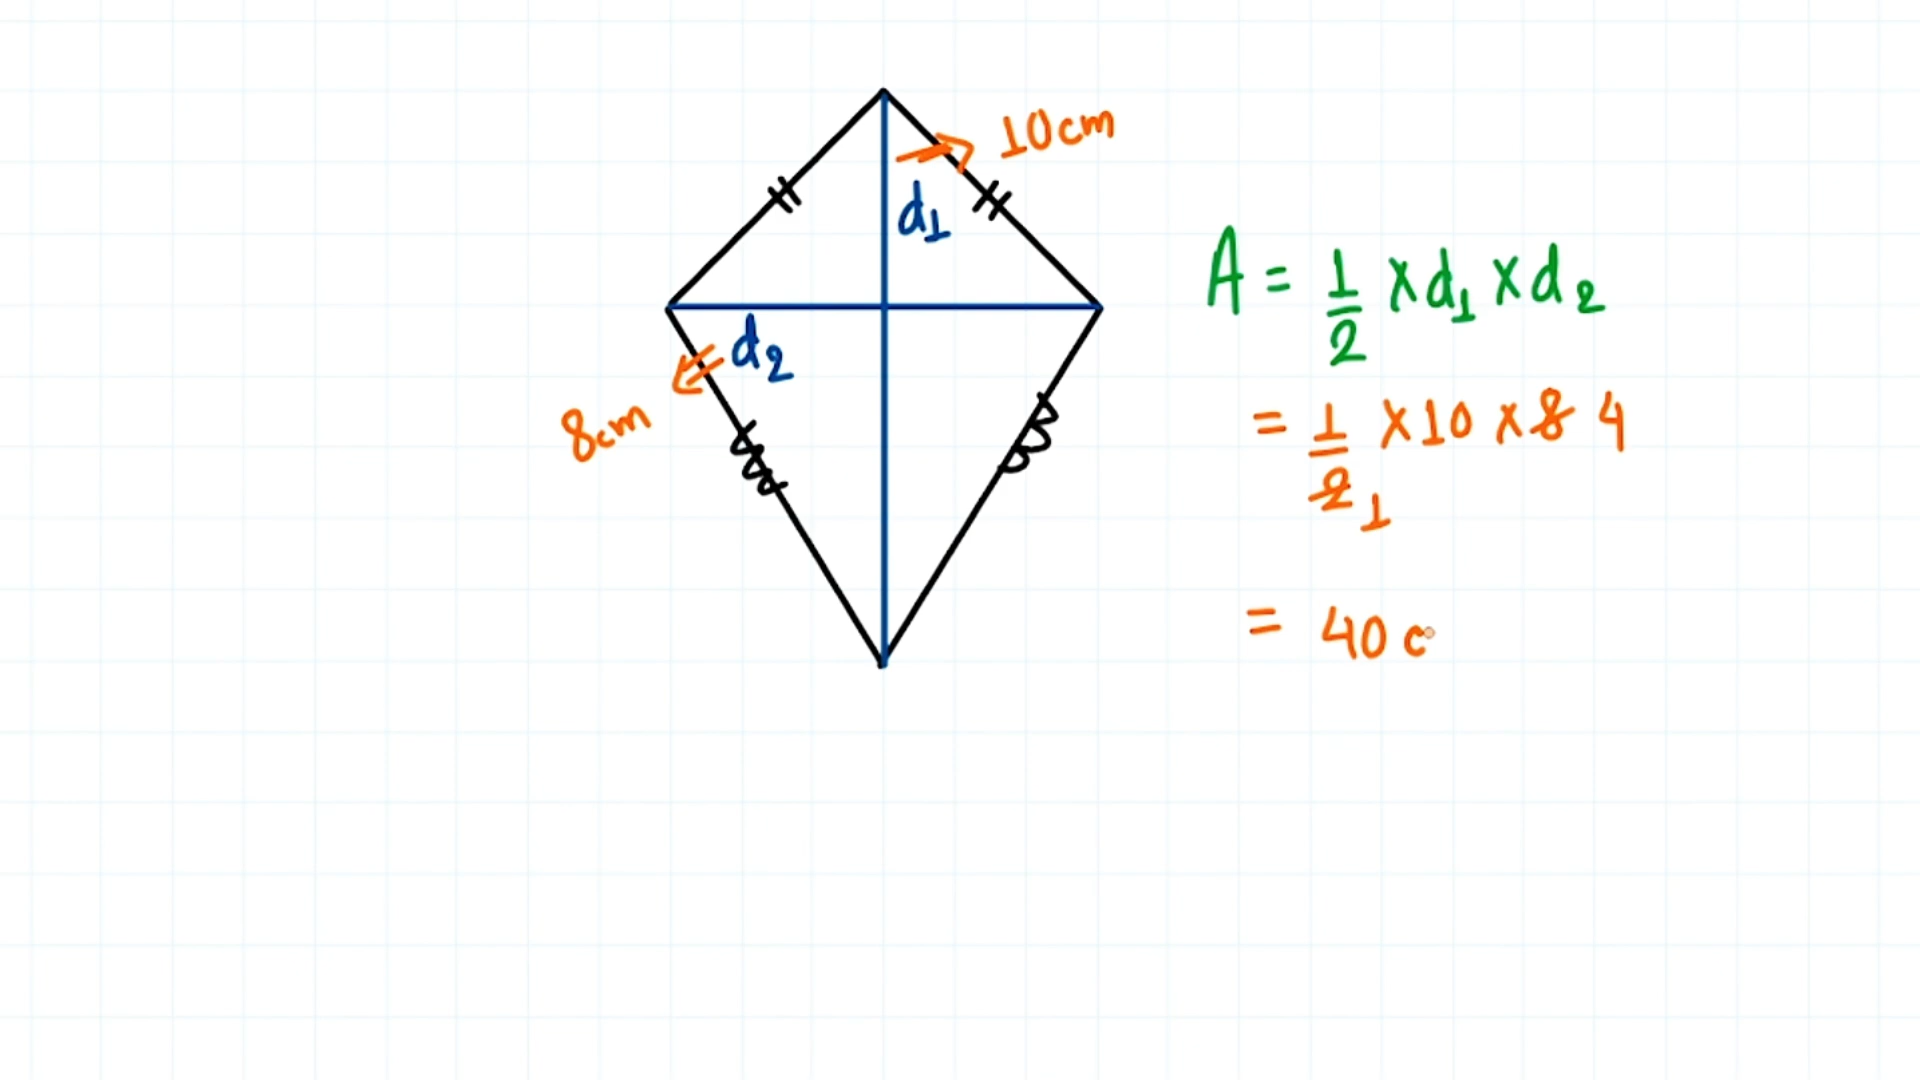 10cm
d1
d2
8cm
A = 1/2 x d1 x d2
= 1/2 1 x 10 x 8 4
= 40 c